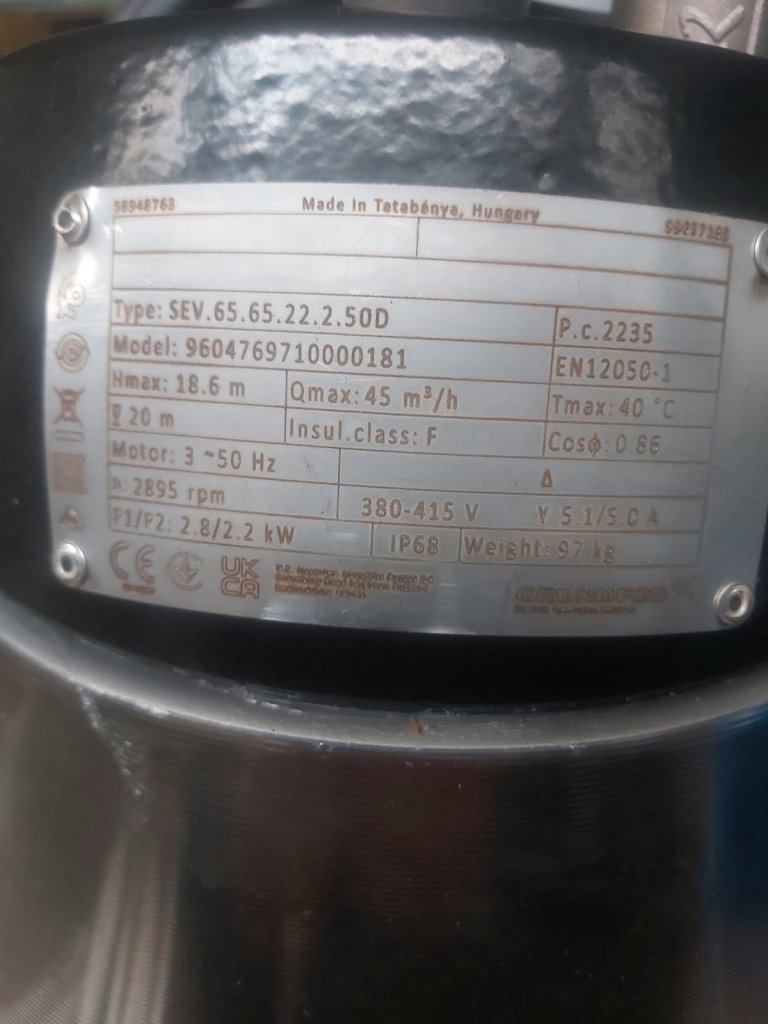 98948763 Made in Tatabánya, Hungary
Type: SEV.65.65.22.2.50D P.c.2235
Model: 9604769710000181 EN12050-1
Hmax: 18.6 m Qmax: 45 m³/h Tmax: 40 °C
20 m Insul.class: F Cosϕ: 0.86
Motor: 3 ~50 Hz Δ
n: 2895 rpm 380-415 V Y 5.1/5.0 A
P1/P2: 2.8/2.2 kW IP68 Weight: 97 kg
CE UK CA GRUNDFOS X